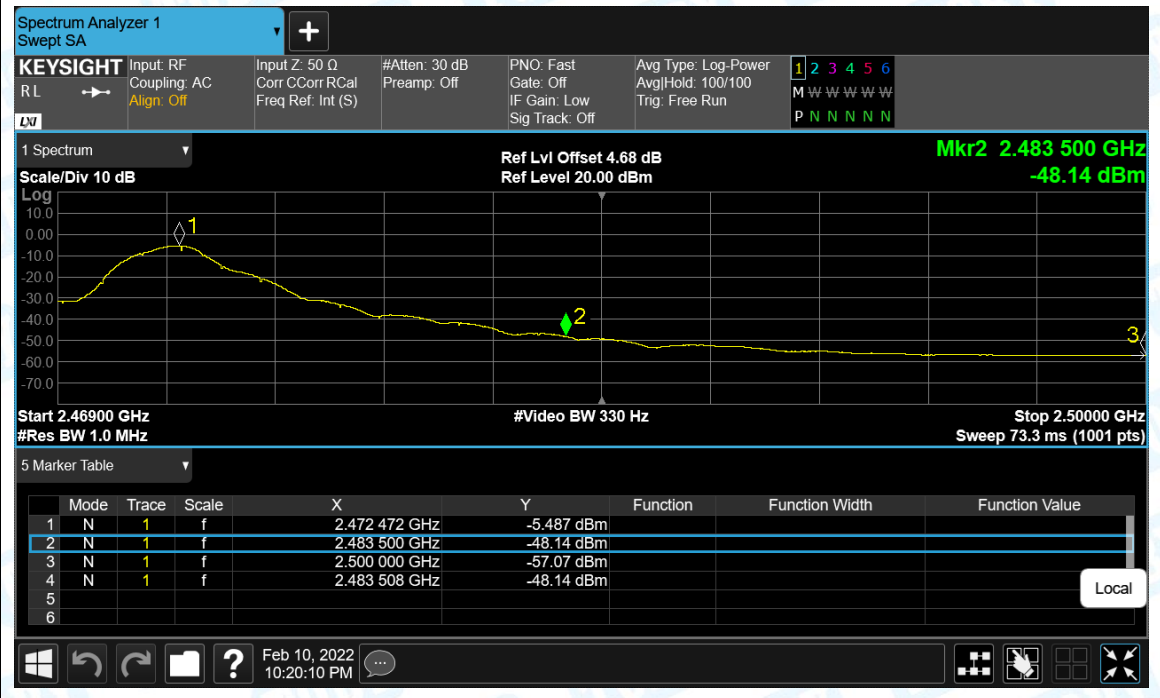 Spectrum Analyzer 1
Swept SA
KEYSIGHT
RL
LXI
Input: RF
Coupling: AC
Align: Off
Input Z: 50 Ω
Corr CCorr RCal
Freq Ref: Int (S)
#Atten: 30 dB
Preamp: Off
PNO: Fast
Gate: Off
IF Gain: Low
Sig Track: Off
Avg Type: Log-Power
Avg|Hold: 100/100
Trig: Free Run
1 2 3 4 5 6
M W W W W W
P N N N N N
1 Spectrum
Scale/Div 10 dB
Ref Lvl Offset 4.68 dB
Ref Level 20.00 dBm
Mkr2 2.483 500 GHz
-48.14 dBm
Log
10.0
0.00
-10.0
-20.0
-30.0
-40.0
-50.0
-60.0
-70.0
1
2
3
Start 2.46900 GHz
#Res BW 1.0 MHz
#Video BW 330 Hz
Stop 2.50000 GHz
Sweep 73.3 ms (1001 pts)
5 Marker Table
Mode Trace Scale X Y Function Function Width Function Value
1 N 1 f 2.472 472 GHz -5.487 dBm
2 N 1 f 2.483 500 GHz -48.14 dBm
3 N 1 f 2.500 000 GHz -57.07 dBm
4 N 1 f 2.483 508 GHz -48.14 dBm
5
6
Local
?
Feb 10, 2022
10:20:10 PM